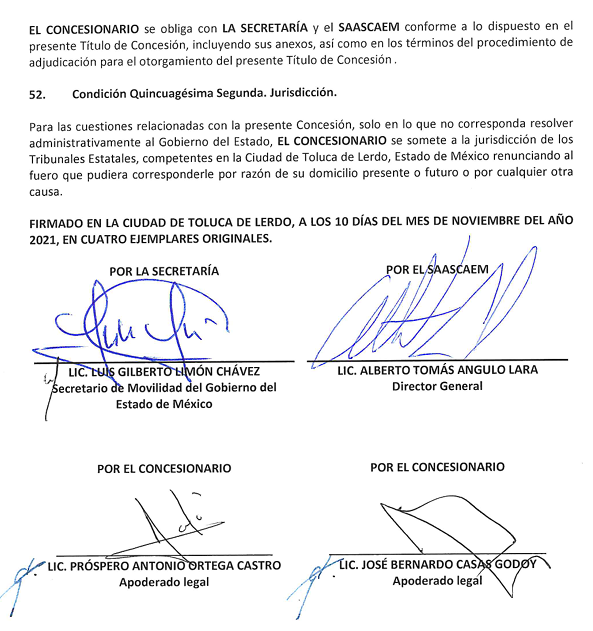 EL CONCESIONARIO se obliga con LA SECRETARÍA y el SAASCAEM conforme a lo dispuesto en el
presente Título de Concesión, incluyendo sus anexos, así como en los términos del procedimiento de
adjudicación para el otorgamiento del presente Título de Concesión.
52. Condición Quincuagésima Segunda. Jurisdicción.
Para las cuestiones relacionadas con la presente Concesión, solo en lo que no corresponda resolver
administrativamente al Gobierno del Estado, EL CONCESIONARIO se somete a la jurisdicción de los
Tribunales Estatales, competentes en la Ciudad de Toluca de Lerdo, Estado de México renunciando al
fuero que pudiera corresponderle por razón de su domicilio presente o futuro o por cualquier otra
causa.
FIRMADO EN LA CIUDAD DE TOLUCA DE LERDO, A LOS 10 DÍAS DEL MES DE NOVIEMBRE DEL AÑO
2021, EN CUATRO EJEMPLARES ORIGINALES.
POR LA SECRETARÍA
POR EL SAASCAEM
LIC. LUIS GILBERTO LIMÓN CHÁVEZ
Secretario de Movilidad del Gobierno del
Estado de México
LIC. ALBERTO TOMÁS ANGULO LARA
Director General
POR EL CONCESIONARIO
POR EL CONCESIONARIO
LIC. PRÓSPERO ANTONIO ORTEGA CASTRO
Apoderado legal
LIC. JOSÉ BERNARDO CASAS GODOY
Apoderado legal